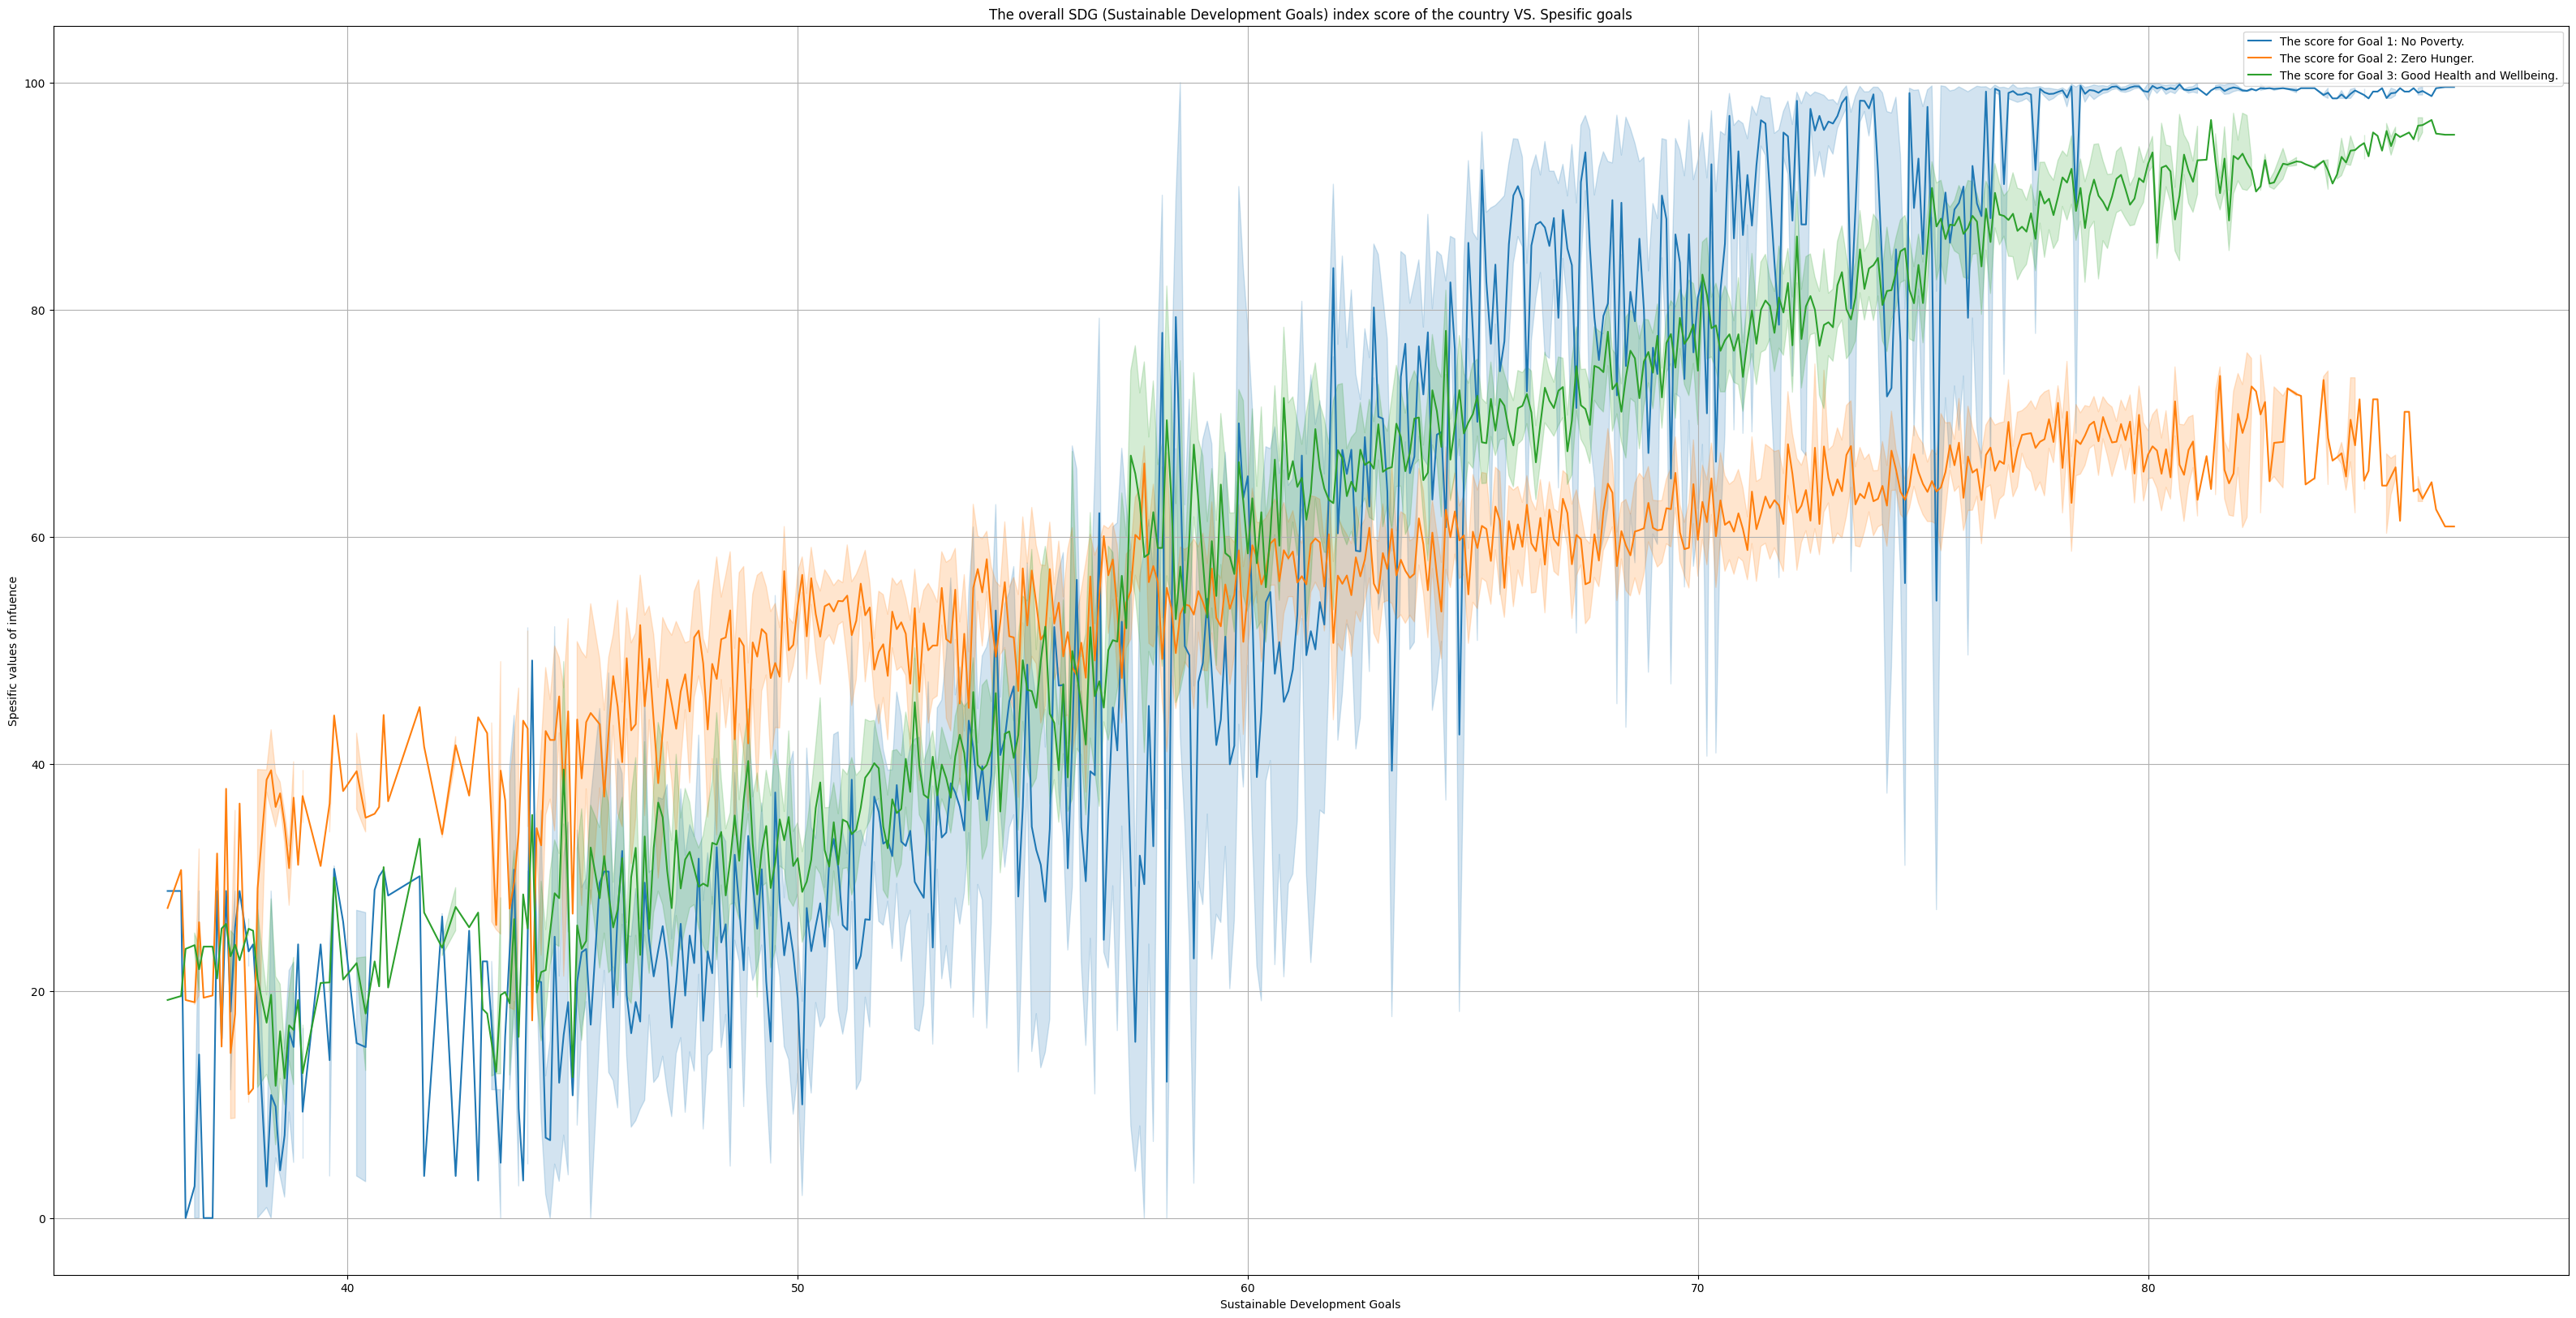 The overall SDG (Sustainable Development Goals) index score of the country VS. Spesific goals
The score for Goal 1: No Poverty.
The score for Goal 2: Zero Hunger.
The score for Goal 3: Good Health and Wellbeing.
100
80
60
40
20
0
Spesific values of infuence
40
50
60
70
80
Sustainable Development Goals